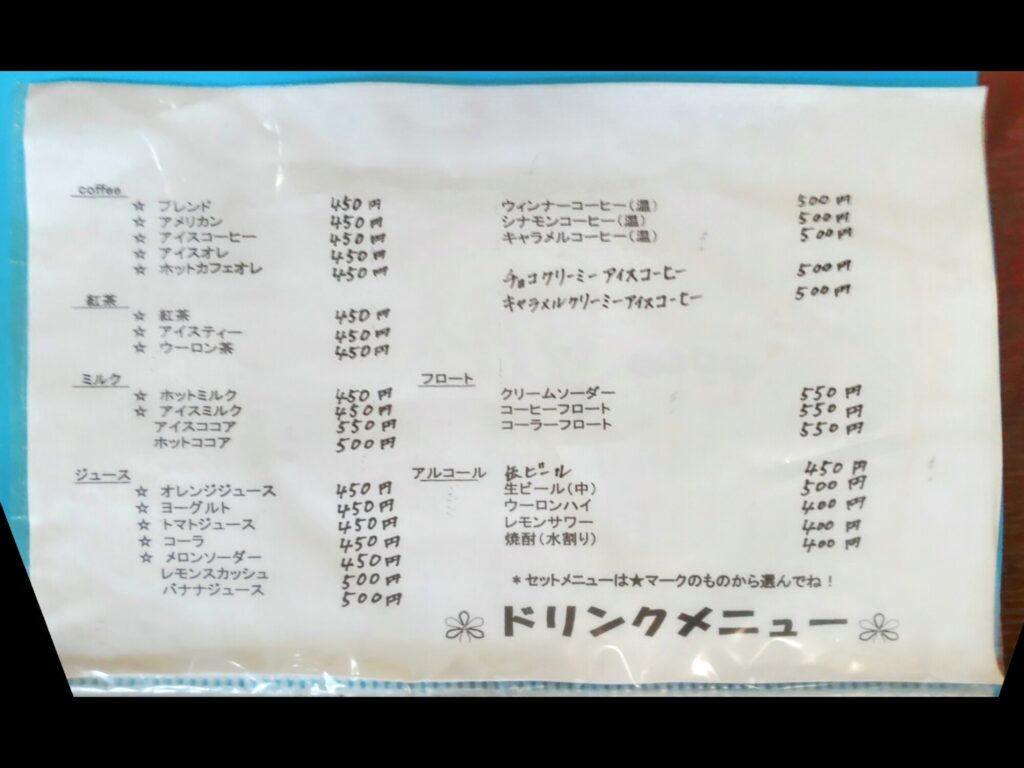 coffee
☆ ブレンド 450円
☆ アメリカン 450円
☆ アイスコーヒー 450円
☆ アイスオレ 450円
☆ ホットカフェオレ 450円
紅茶
☆ 紅茶 450円
☆ アイスティー 450円
☆ ウーロン茶 450円
ミルク
☆ ホットミルク 450円
☆ アイスミルク 450円
アイスココア 550円
ホットココア 500円
ジュース
☆ オレンジジュース 450円
☆ ヨーグルト 450円
☆ トマトジュース 450円
☆ コーラ 450円
☆ メロンソーダー 450円
レモンスカッシュ 500円
バナナジュース 500円
ウィンナーコーヒー(温) 500円
シナモンコーヒー(温) 500円
キャラメルコーヒー(温) 500円
チョコクリーミーアイスコーヒー 500円
キャラメルクリーミーアイスコーヒー 500円
フロート
クリームソーダー 550円
コーヒーフロート 550円
コーラーフロート 550円
アルコール
ビール 450円
生ビール(中) 500円
ウーロンハイ 400円
レモンサワー 400円
焼酎(水割り) 400円
*セットメニューは★マークのものから選んでね!
ドリンクメニュー